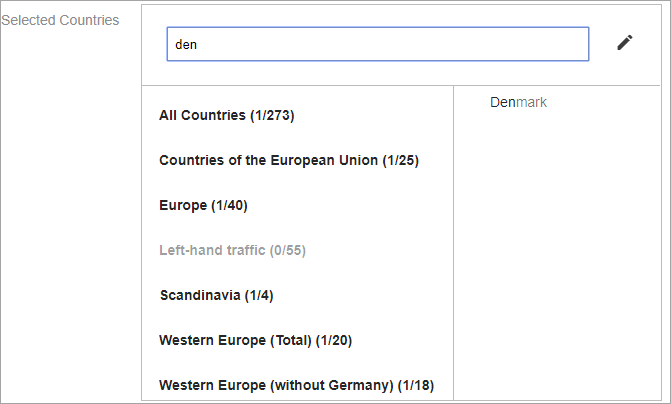 Selected Countries
den
All Countries (1/273)
Denmark
Countries of the European Union (1/25)
Europe (1/40)
Left-hand traffic (0/55)
Scandinavia (1/4)
Western Europe (Total) (1/20)
Western Europe (without Germany) (1/18)